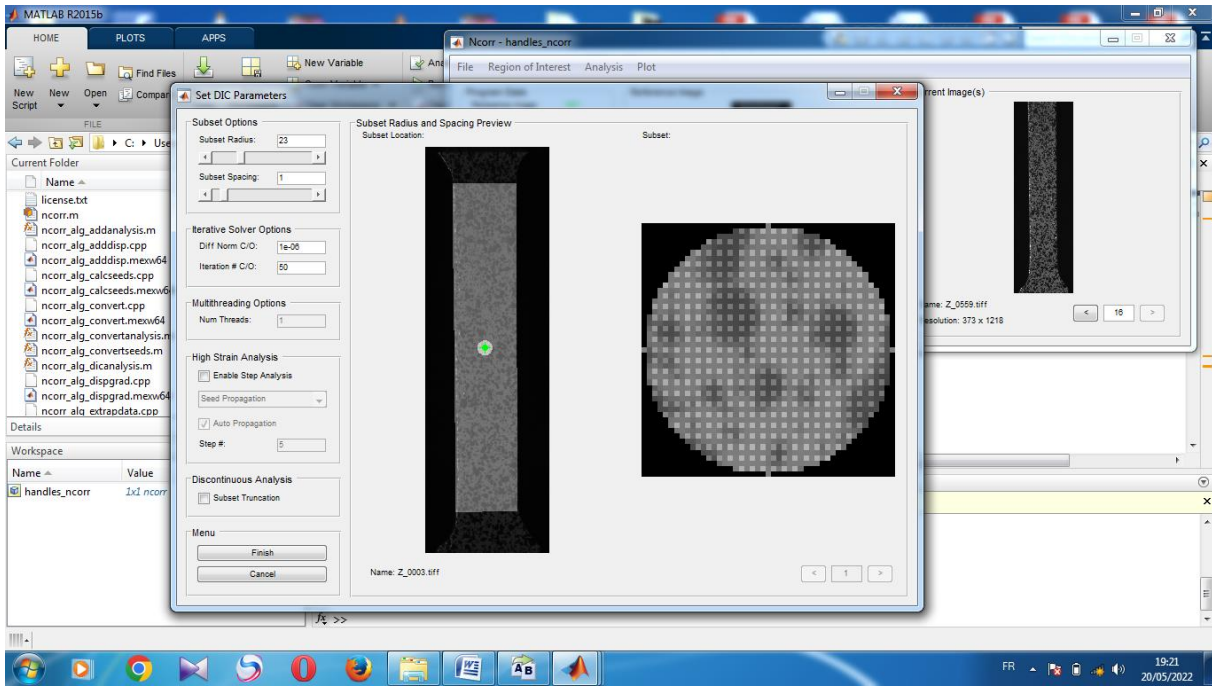 MATLAB R2015b
HOME PLOTS APPS
New Script
New
Open
Find Files
Compar
New Variable
Ana
FILE
C: Use
Current Folder
Name
license.txt
ncorr.m
ncorr_alg_addanalysis.m
ncorr_alg_adddisp.cpp
ncorr_alg_adddisp.mexw64
ncorr_alg_calcseeds.cpp
ncorr_alg_calcseeds.mexw6
ncorr_alg_convert.cpp
ncorr_alg_convert.mexw64
ncorr_alg_convertanalysis.n
ncorr_alg_convertseeds.m
ncorr_alg_dicanalysis.m
ncorr_alg_dispgrad.cpp
ncorr_alg_dispgrad.mexw64
ncorr_alg_extrapdata.cpp
Details
Workspace
Name Value
handles_ncorr 1x1 ncorr
Ncorr - handles_ncorr
File Region of Interest Analysis Plot
rrent Image(s)
ame: Z_0559.tiff
esolution: 373 x 1218
< 16 >
Set DIC Parameters
Subset Options
Subset Radius: 23
Subset Spacing: 1
Iterative Solver Options
Diff Norm C/O: 1e-06
Iteration # C/O: 50
Multithreading Options
Num Threads: 1
High Strain Analysis
Enable Step Analysis
Seed Propagation
Auto Propagation
Step #: 5
Discontinuous Analysis
Subset Truncation
Menu
Finish
Cancel
Subset Radius and Spacing Preview
Subset Location: Subset:
Name: Z_0003.tiff
< 1 >
fx >>
FR
19:21
20/05/2022